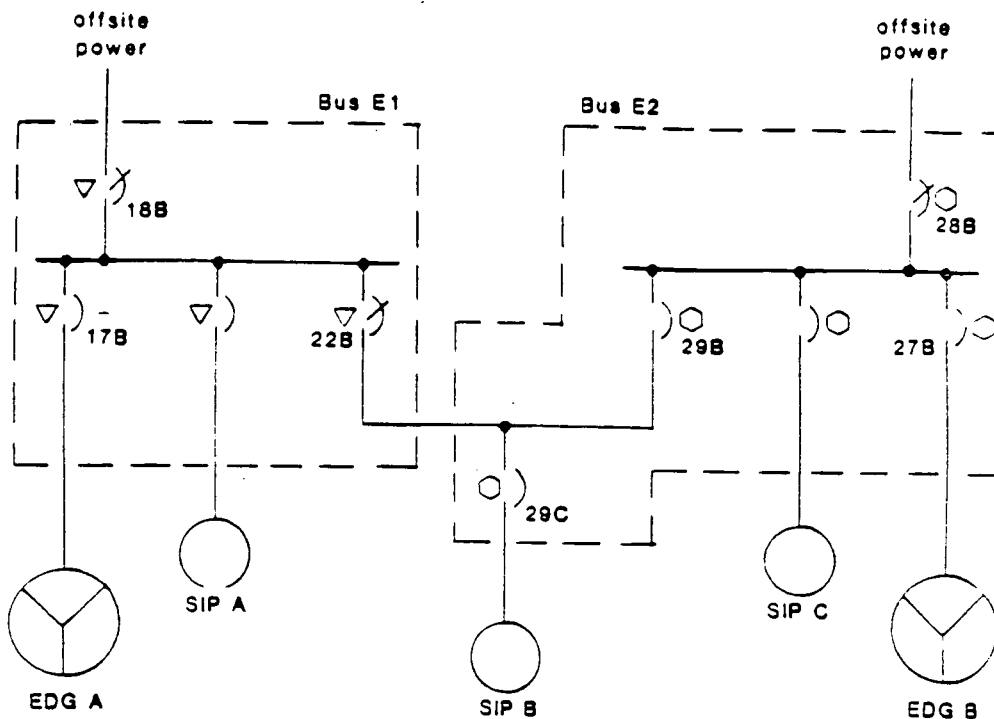 offsite
power
offsite
power
Bus E1
Bus E2
18B
28B
17B
22B
29B
27B
29C
SIP A
SIP C
EDG A
SIP B
EDG B